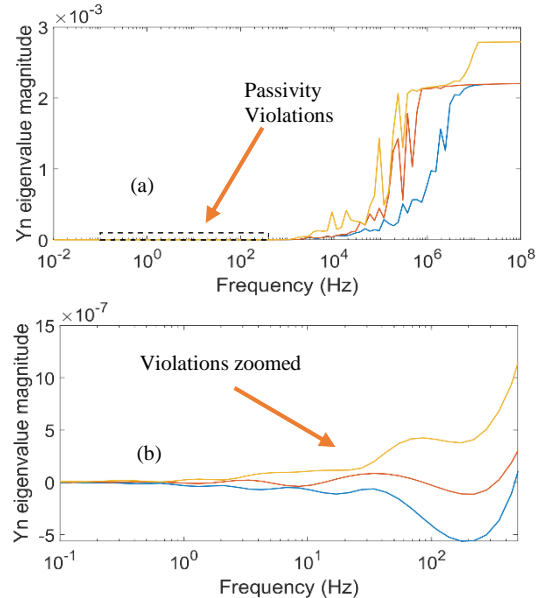 ×10⁻³
3
2
1
0
Yn eigenvalue magnitude
Passivity
Violations
(a)
10⁻² 10⁰ 10² 10⁴ 10⁶ 10⁸
Frequency (Hz)
×10⁻⁷
15
10
5
0
-5
Yn eigenvalue magnitude
Violations zoomed
(b)
10⁻¹ 10⁰ 10¹ 10²
Frequency (Hz)